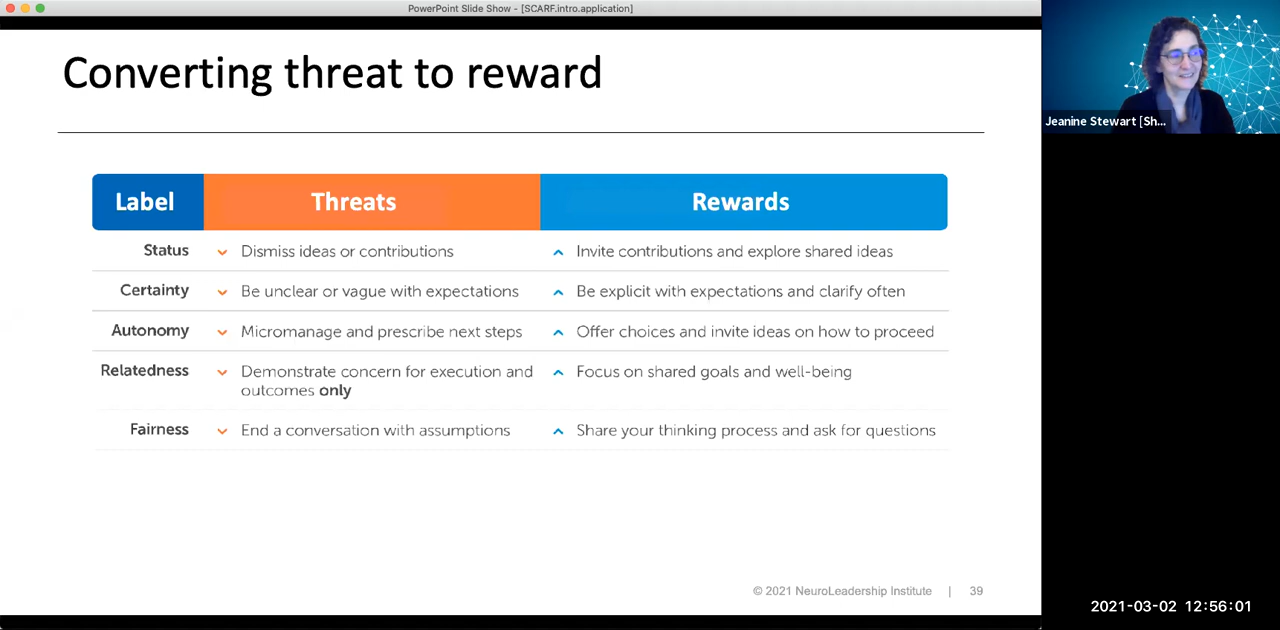 PowerPoint Slide Show - [SCARF.intro.application]
Converting threat to reward
Label Threats Rewards
Status Dismiss ideas or contributions Invite contributions and explore shared ideas
Certainty Be unclear or vague with expectations Be explicit with expectations and clarify often
Autonomy Micromanage and prescribe next steps Offer choices and invite ideas on how to proceed
Relatedness Demonstrate concern for execution and Focus on shared goals and well-being
outcomes only
Fairness End a conversation with assumptions Share your thinking process and ask for questions
© 2021 NeuroLeadership Institute | 39
Jeanine Stewart [Sh...
2021-03-02 12:56:01